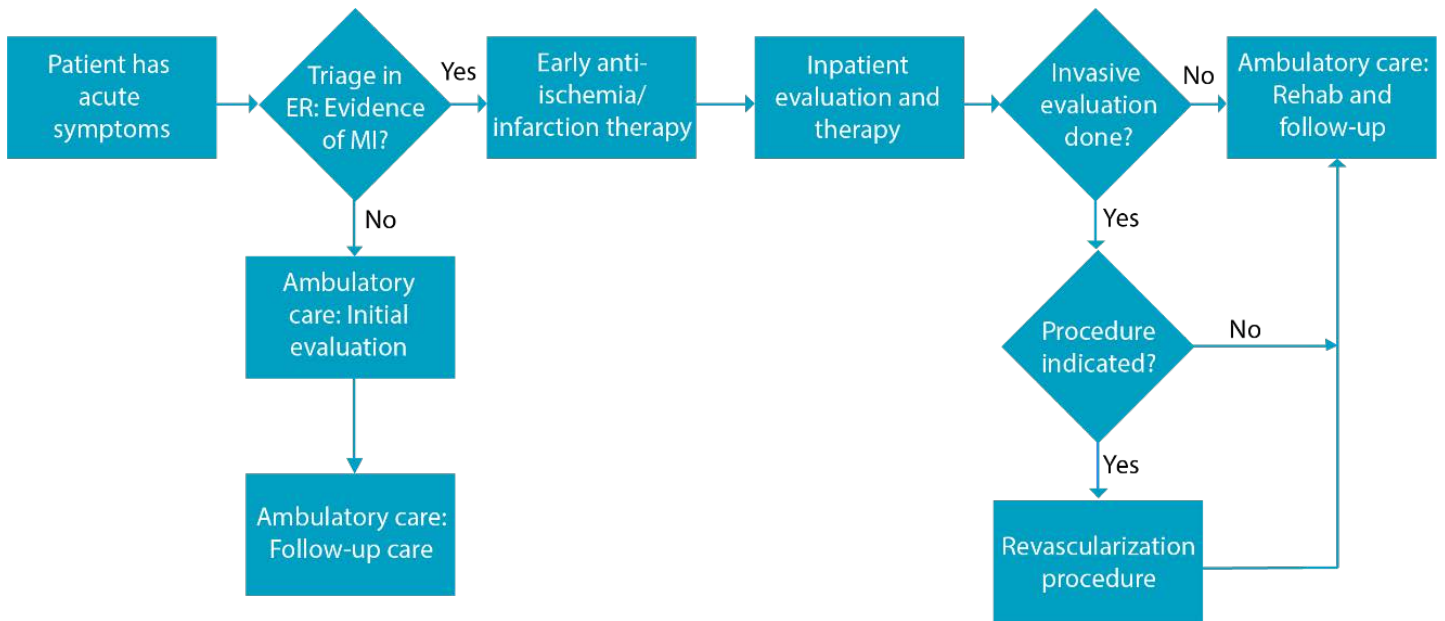 Patient has
acute
symptoms
Triage in
ER: Evidence
of MI?
Yes
Early anti-
ischemia/
infarction therapy
Inpatient
evaluation and
therapy
Invasive
evaluation
done?
No
Ambulatory care:
Rehab and
follow-up
No
Yes
Ambulatory
care: Initial
evaluation
Procedure
indicated?
No
Yes
Ambulatory care:
Follow-up care
Revascularization
procedure